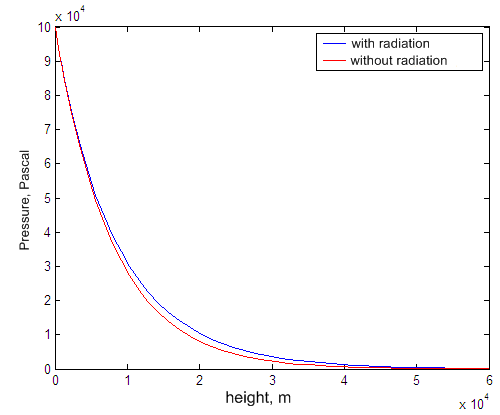 x 10^4
10
9
8
7
6
5
4
3
2
1
0
Pressure, Pascal
with radiation
without radiation
0 1 2 3 4 5 6
height, m
x 10^4